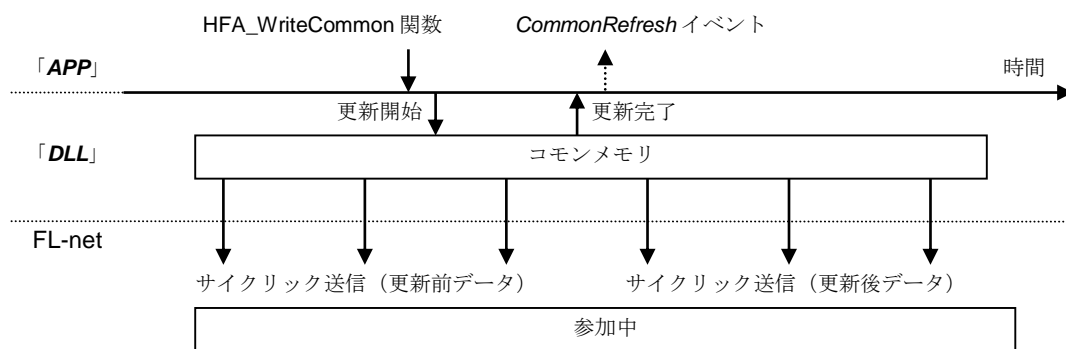 HFA_WriteCommon 関数 CommonRefresh イベント
「APP」 時間
更新開始 更新完了
「DLL」 コモンメモリ
FL-net
サイクリック送信（更新前データ） サイクリック送信（更新後データ）
参加中